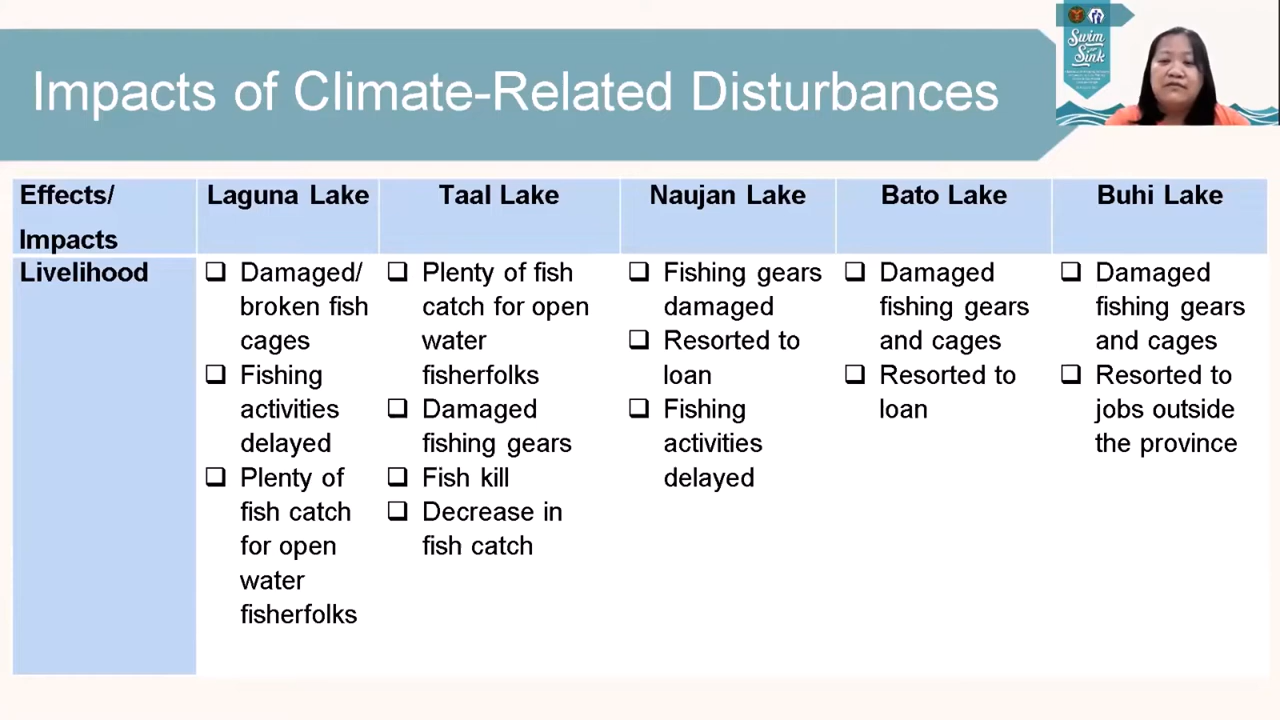 Impacts of Climate-Related Disturbances
Swim
Sink
Effects/
Impacts
Laguna Lake
Taal Lake
Naujan Lake
Bato Lake
Buhi Lake
Livelihood
❑ Damaged/
broken fish
cages
❑ Fishing
activities
delayed
❑ Plenty of
fish catch
for open
water
fisherfolks
❑ Plenty of fish
catch for open
water
fisherfolks
❑ Damaged
fishing gears
❑ Fish kill
❑ Decrease in
fish catch
❑ Fishing gears
damaged
❑ Resorted to
loan
❑ Fishing
activities
delayed
❑ Damaged
fishing gears
and cages
❑ Resorted to
loan
❑ Damaged
fishing gears
and cages
❑ Resorted to
jobs outside
the province